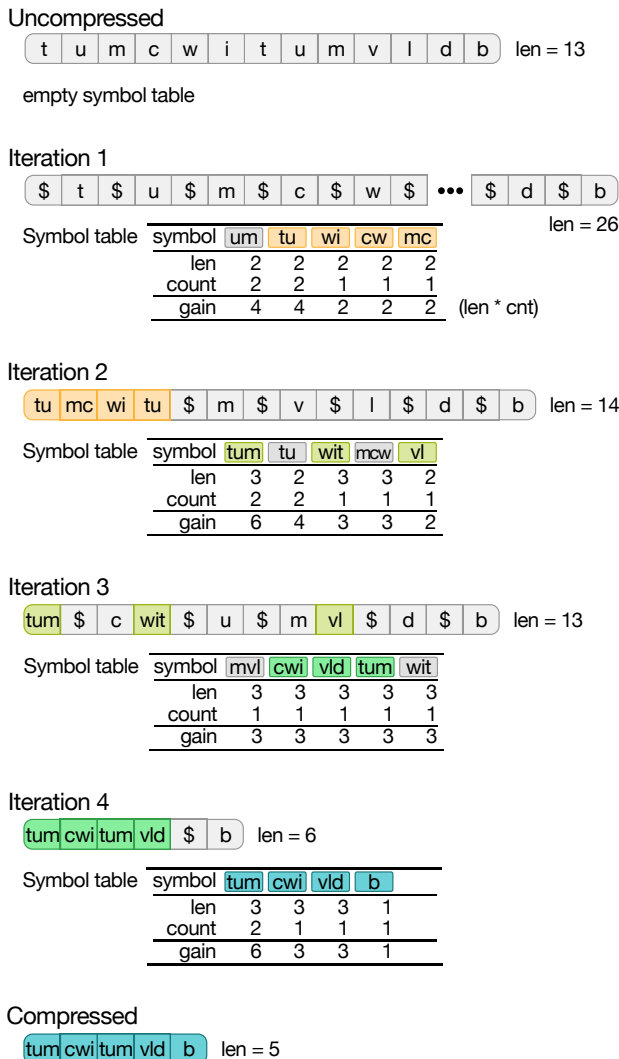 Uncompressed
t u m c w i t u m v l d b len = 13
empty symbol table
Iteration 1
$ t $ u $ m $ c $ w $ ••• $ d $ b
len = 26
Symbol table symbol um tu wi cw mc
len 2 2 2 2 2
count 2 2 1 1 1
gain 4 4 2 2 2 (len * cnt)
Iteration 2
tu mc wi tu $ m $ v $ l $ d $ b len = 14
Symbol table symbol tum tu wit mcw vl
len 3 2 3 3 2
count 2 2 1 1 1
gain 6 4 3 3 2
Iteration 3
tum $ c wit $ u $ m vl $ d $ b len = 13
Symbol table symbol mvl cwi vld tum wit
len 3 3 3 3 3
count 1 1 1 1 1
gain 3 3 3 3 3
Iteration 4
tum cwi tum vld $ b len = 6
Symbol table symbol tum cwi vld b
len 3 3 3 1
count 2 1 1 1
gain 6 3 3 1
Compressed
tum cwi tum vld b len = 5